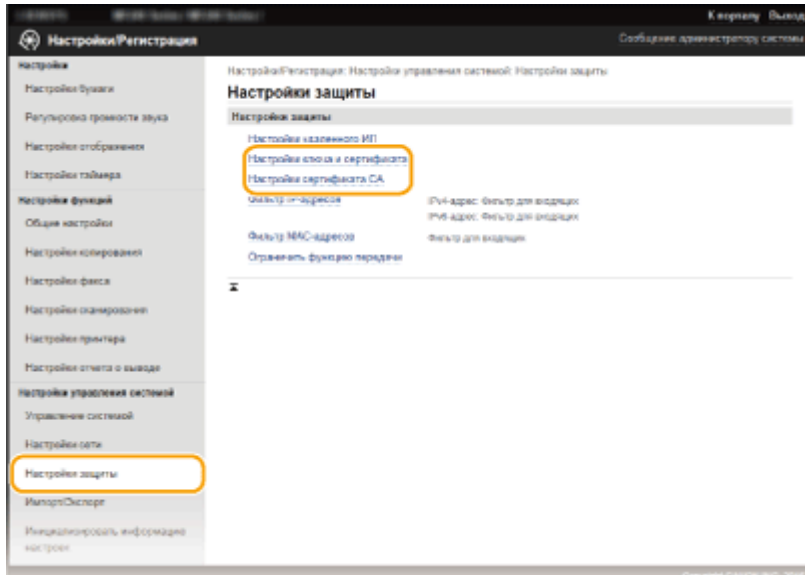 К порталу Выход
Настройки/Регистрация
Сообщение администратору системы
Настройки
Настройки бумаги
Регулировка громкости звука
Настройки отображения
Настройки таймера
Настройки функций
Общие настройки
Настройки копирования
Настройки факса
Настройки сканирования
Настройки принтера
Настройки отчета о выводе
Настройки управления системой
Управление системой
Настройки сети
Настройки защиты
Импорт/Экспорт
Инициализировать информацию
настроек
Настройки/Регистрация: Настройки управления системой: Настройки защиты
Настройки защиты
Настройки защиты
Настройки удаленного ИП
Настройки ключа и сертификата
Настройки сертификата CA
Фильтр IP-адресов
IPv4-адрес: Фильтр для входящих
IPv6-адрес: Фильтр для входящих
Фильтр MAC-адресов
Фильтр для входящих
Ограничить функцию передачи